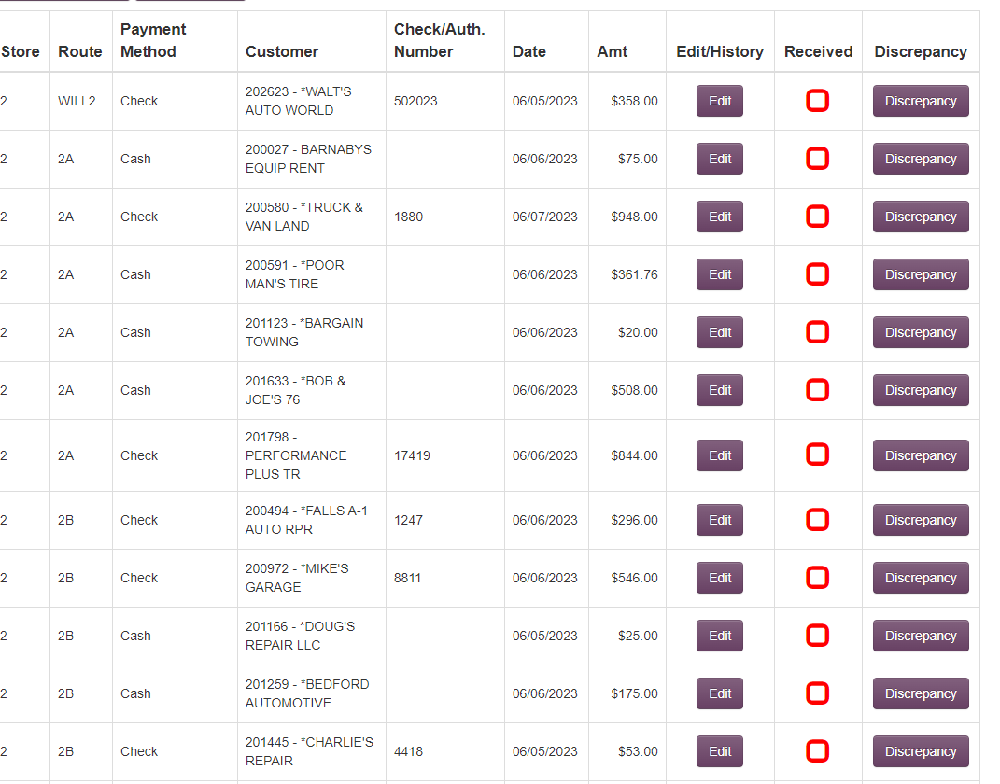 Store Route Payment Method Customer Check/Auth. Number Date Amt Edit/History Received Discrepancy
2 WILL2 Check 202623 - *WALT'S AUTO WORLD 502023 06/05/2023 $358.00 Edit Discrepancy
2 2A Cash 200027 - BARNABYS EQUIP RENT 06/06/2023 $75.00 Edit Discrepancy
2 2A Check 200580 - *TRUCK & VAN LAND 1880 06/07/2023 $948.00 Edit Discrepancy
2 2A Cash 200591 - *POOR MAN'S TIRE 06/06/2023 $361.76 Edit Discrepancy
2 2A Cash 201123 - *BARGAIN TOWING 06/06/2023 $20.00 Edit Discrepancy
2 2A Cash 201633 - *BOB & JOE'S 76 06/06/2023 $508.00 Edit Discrepancy
2 2A Check 201798 - PERFORMANCE PLUS TR 17419 06/06/2023 $844.00 Edit Discrepancy
2 2B Check 200494 - *FALLS A-1 AUTO RPR 1247 06/06/2023 $296.00 Edit Discrepancy
2 2B Check 200972 - *MIKE'S GARAGE 8811 06/06/2023 $546.00 Edit Discrepancy
2 2B Cash 201166 - *DOUG'S REPAIR LLC 06/05/2023 $25.00 Edit Discrepancy
2 2B Cash 201259 - *BEDFORD AUTOMOTIVE 06/06/2023 $175.00 Edit Discrepancy
2 2B Check 201445 - *CHARLIE'S REPAIR 4418 06/05/2023 $53.00 Edit Discrepancy